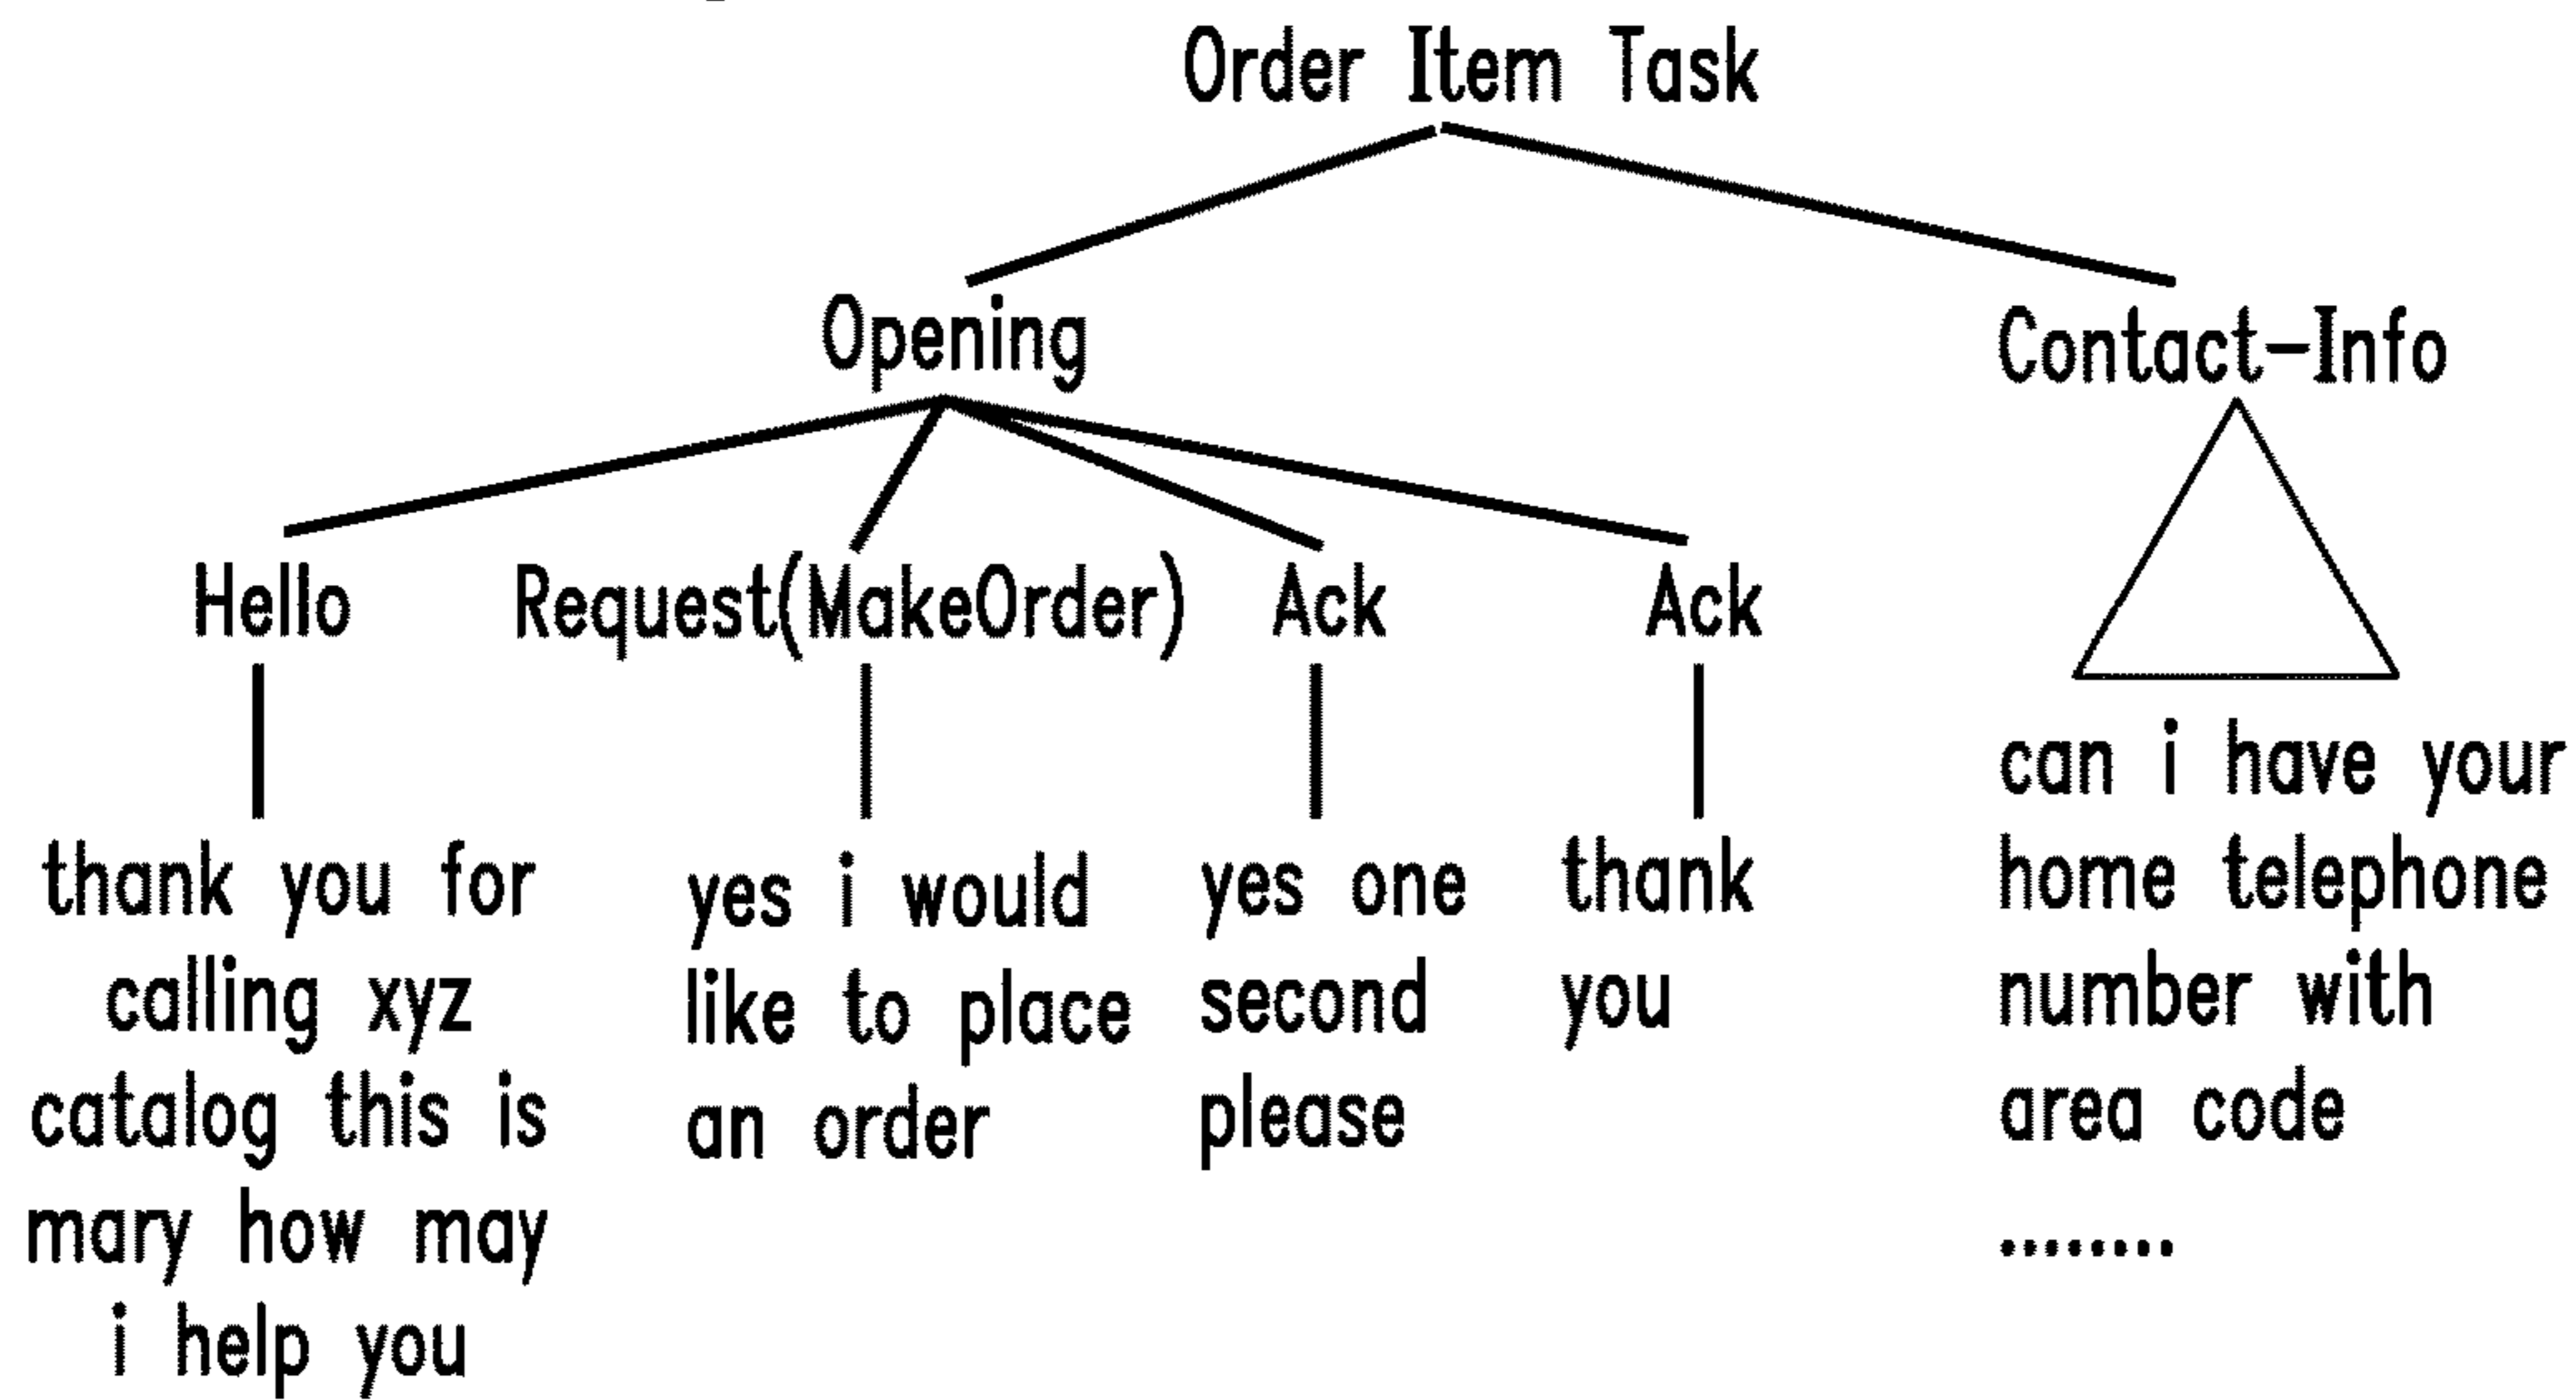 Order Item Task
Opening
Contact-Info
Hello
Request(MakeOrder)
Ack
Ack
thank you for
calling xyz
catalog this is
mary how may
i help you
yes i would
like to place
an order
yes one
second
please
thank
you
can i have your
home telephone
number with
area code
........